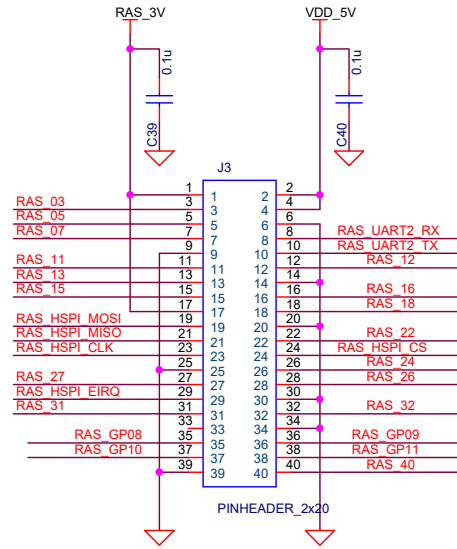 RAS_3V VDD_5V
0.1u 0.1u
C39 C40
J3
1 1 2 2
RAS_03 3 3 4 4
RAS_05 5 5 6 6
RAS_07 7 7 8 8 RAS_UART2_RX
9 9 10 10 RAS_UART2_TX
RAS_11 11 11 12 12 RAS_12
RAS_13 13 13 14 14
RAS_15 15 15 16 16 RAS_16
17 17 18 18 RAS_18
RAS_HSPI_MOSI 19 19 20 20
RAS_HSPI_MISO 21 21 22 22 RAS_22
RAS_HSPI_CLK 23 23 24 24 RAS_HSPI_CS
25 25 26 26 RAS_24
RAS_27 27 27 28 28 RAS_26
RAS_HSPI_EIRQ 29 29 30 30
RAS_31 31 31 32 32 RAS_32
33 33 34 34
RAS_GP08 35 35 36 36 RAS_GP09
RAS_GP10 37 37 38 38 RAS_GP11
39 39 40 40 RAS_40
PINHEADER_2x20